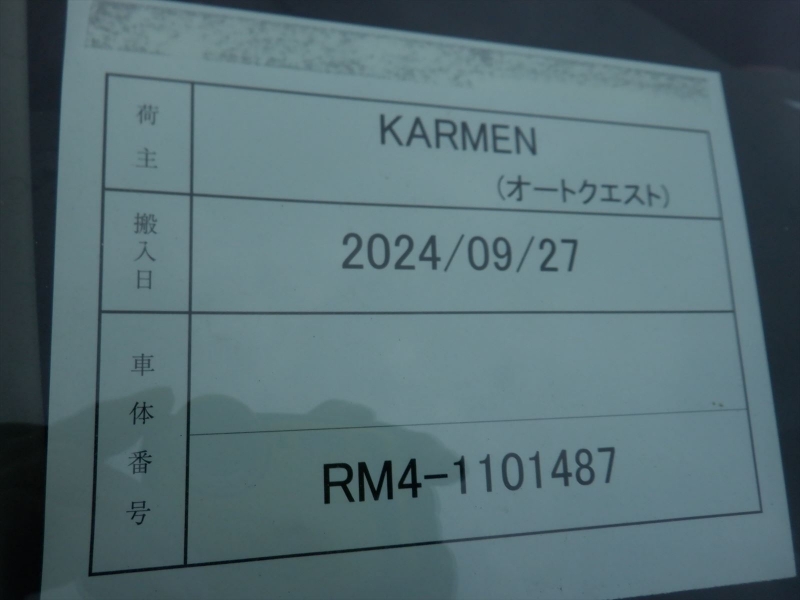 荷主
KARMEN
(オートクエスト)
搬入日
2024/09/27
車体番号
RM4-1101487